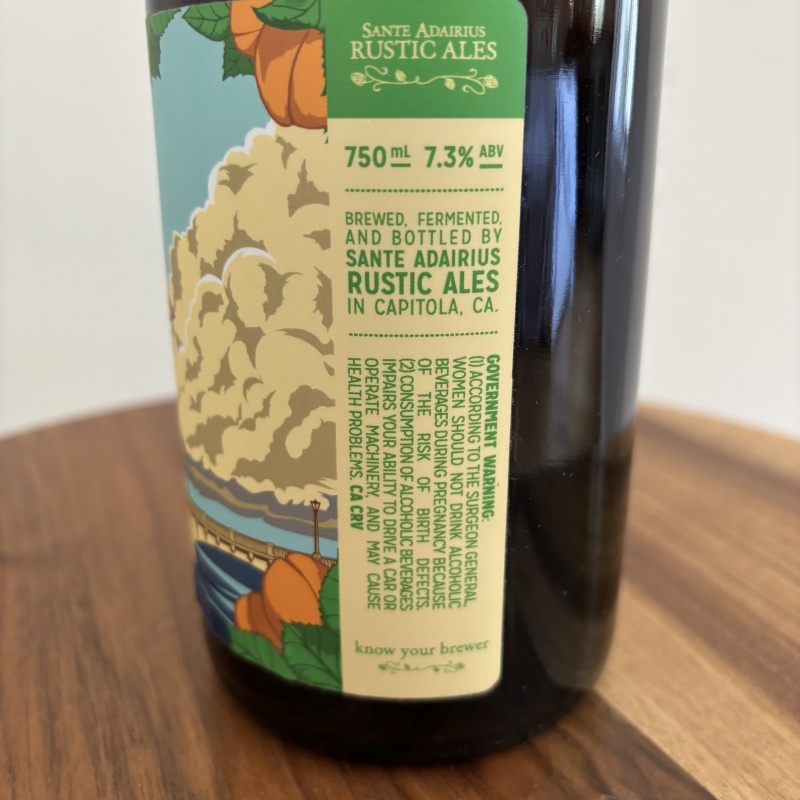 SANTE ADAIRIUS
RUSTIC ALES
750 mL 7.3% ABV
BREWED, FERMENTED,
AND BOTTLED BY
SANTE ADAIRIUS
RUSTIC ALES
IN CAPITOLA, CA.
GOVERNMENT WARNING:
(1) ACCORDING TO THE SURGEON GENERAL,
WOMEN SHOULD NOT DRINK ALCOHOLIC
BEVERAGES DURING PREGNANCY BECAUSE
OF THE RISK OF BIRTH DEFECTS.
(2) CONSUMPTION OF ALCOHOLIC BEVERAGES
IMPAIRS YOUR ABILITY TO DRIVE A CAR OR
OPERATE MACHINERY, AND MAY CAUSE
HEALTH PROBLEMS. CA CRV
know your brewer